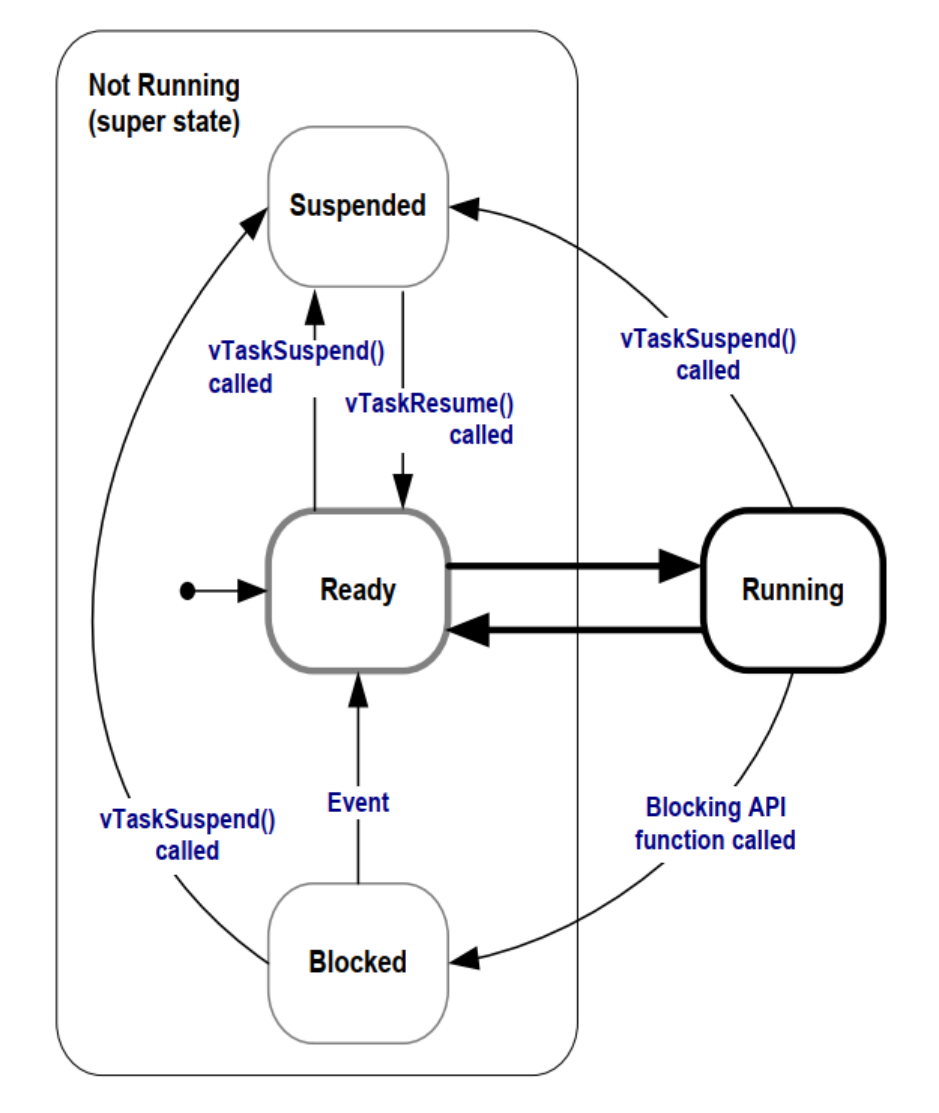 Not Running
(super state)
Suspended
vTaskSuspend()
called
vTaskResume()
called
vTaskSuspend()
called
Ready
Running
Event
vTaskSuspend()
called
Blocking API
function called
Blocked